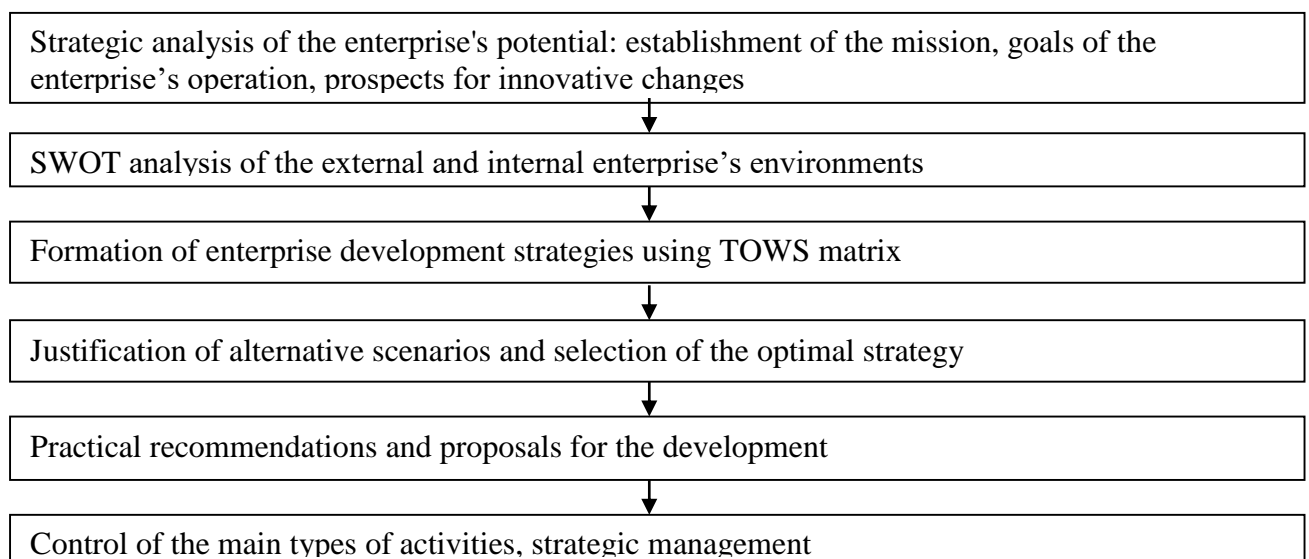 Strategic analysis of the enterprise's potential: establishment of the mission, goals of the
enterprise’s operation, prospects for innovative changes
SWOT analysis of the external and internal enterprise’s environments
Formation of enterprise development strategies using TOWS matrix
Justification of alternative scenarios and selection of the optimal strategy
Practical recommendations and proposals for the development
Control of the main types of activities, strategic management